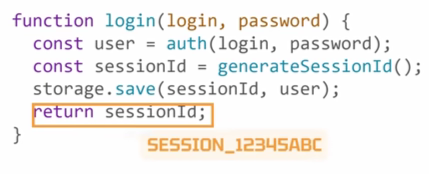 function login(login, password) {
const user = auth(login, password);
const sessionId = generateSessionId();
storage.save(sessionId, user);
return sessionId;
}
SESSION_12345ABC